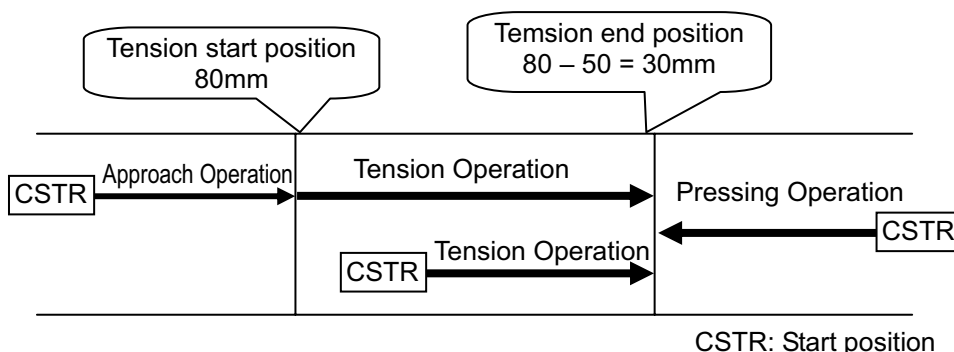 Tension start position
80mm
Temsion end position
80 – 50 = 30mm
CSTR
Approach Operation
Tension Operation
Pressing Operation
CSTR
CSTR
Tension Operation
CSTR: Start position